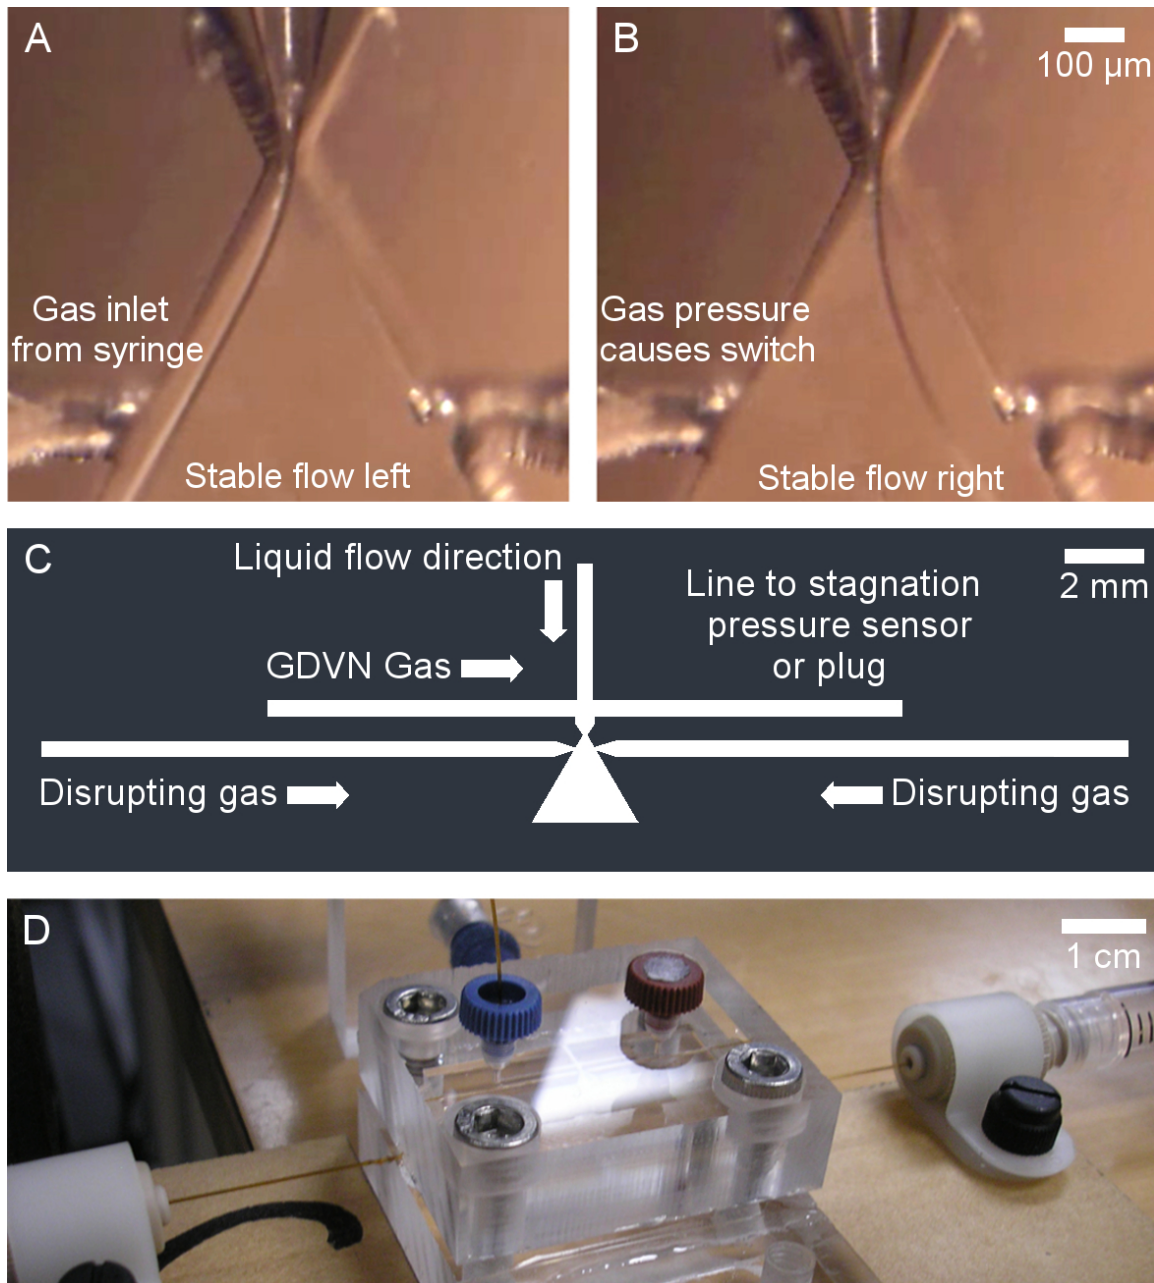 A
Gas inlet
from syringe
Stable flow left
B
100 µm
Gas pressure
causes switch
Stable flow right
C
Liquid flow direction
2 mm
Line to stagnation
pressure sensor
or plug
GDVN Gas
Disrupting gas
Disrupting gas
D
1 cm